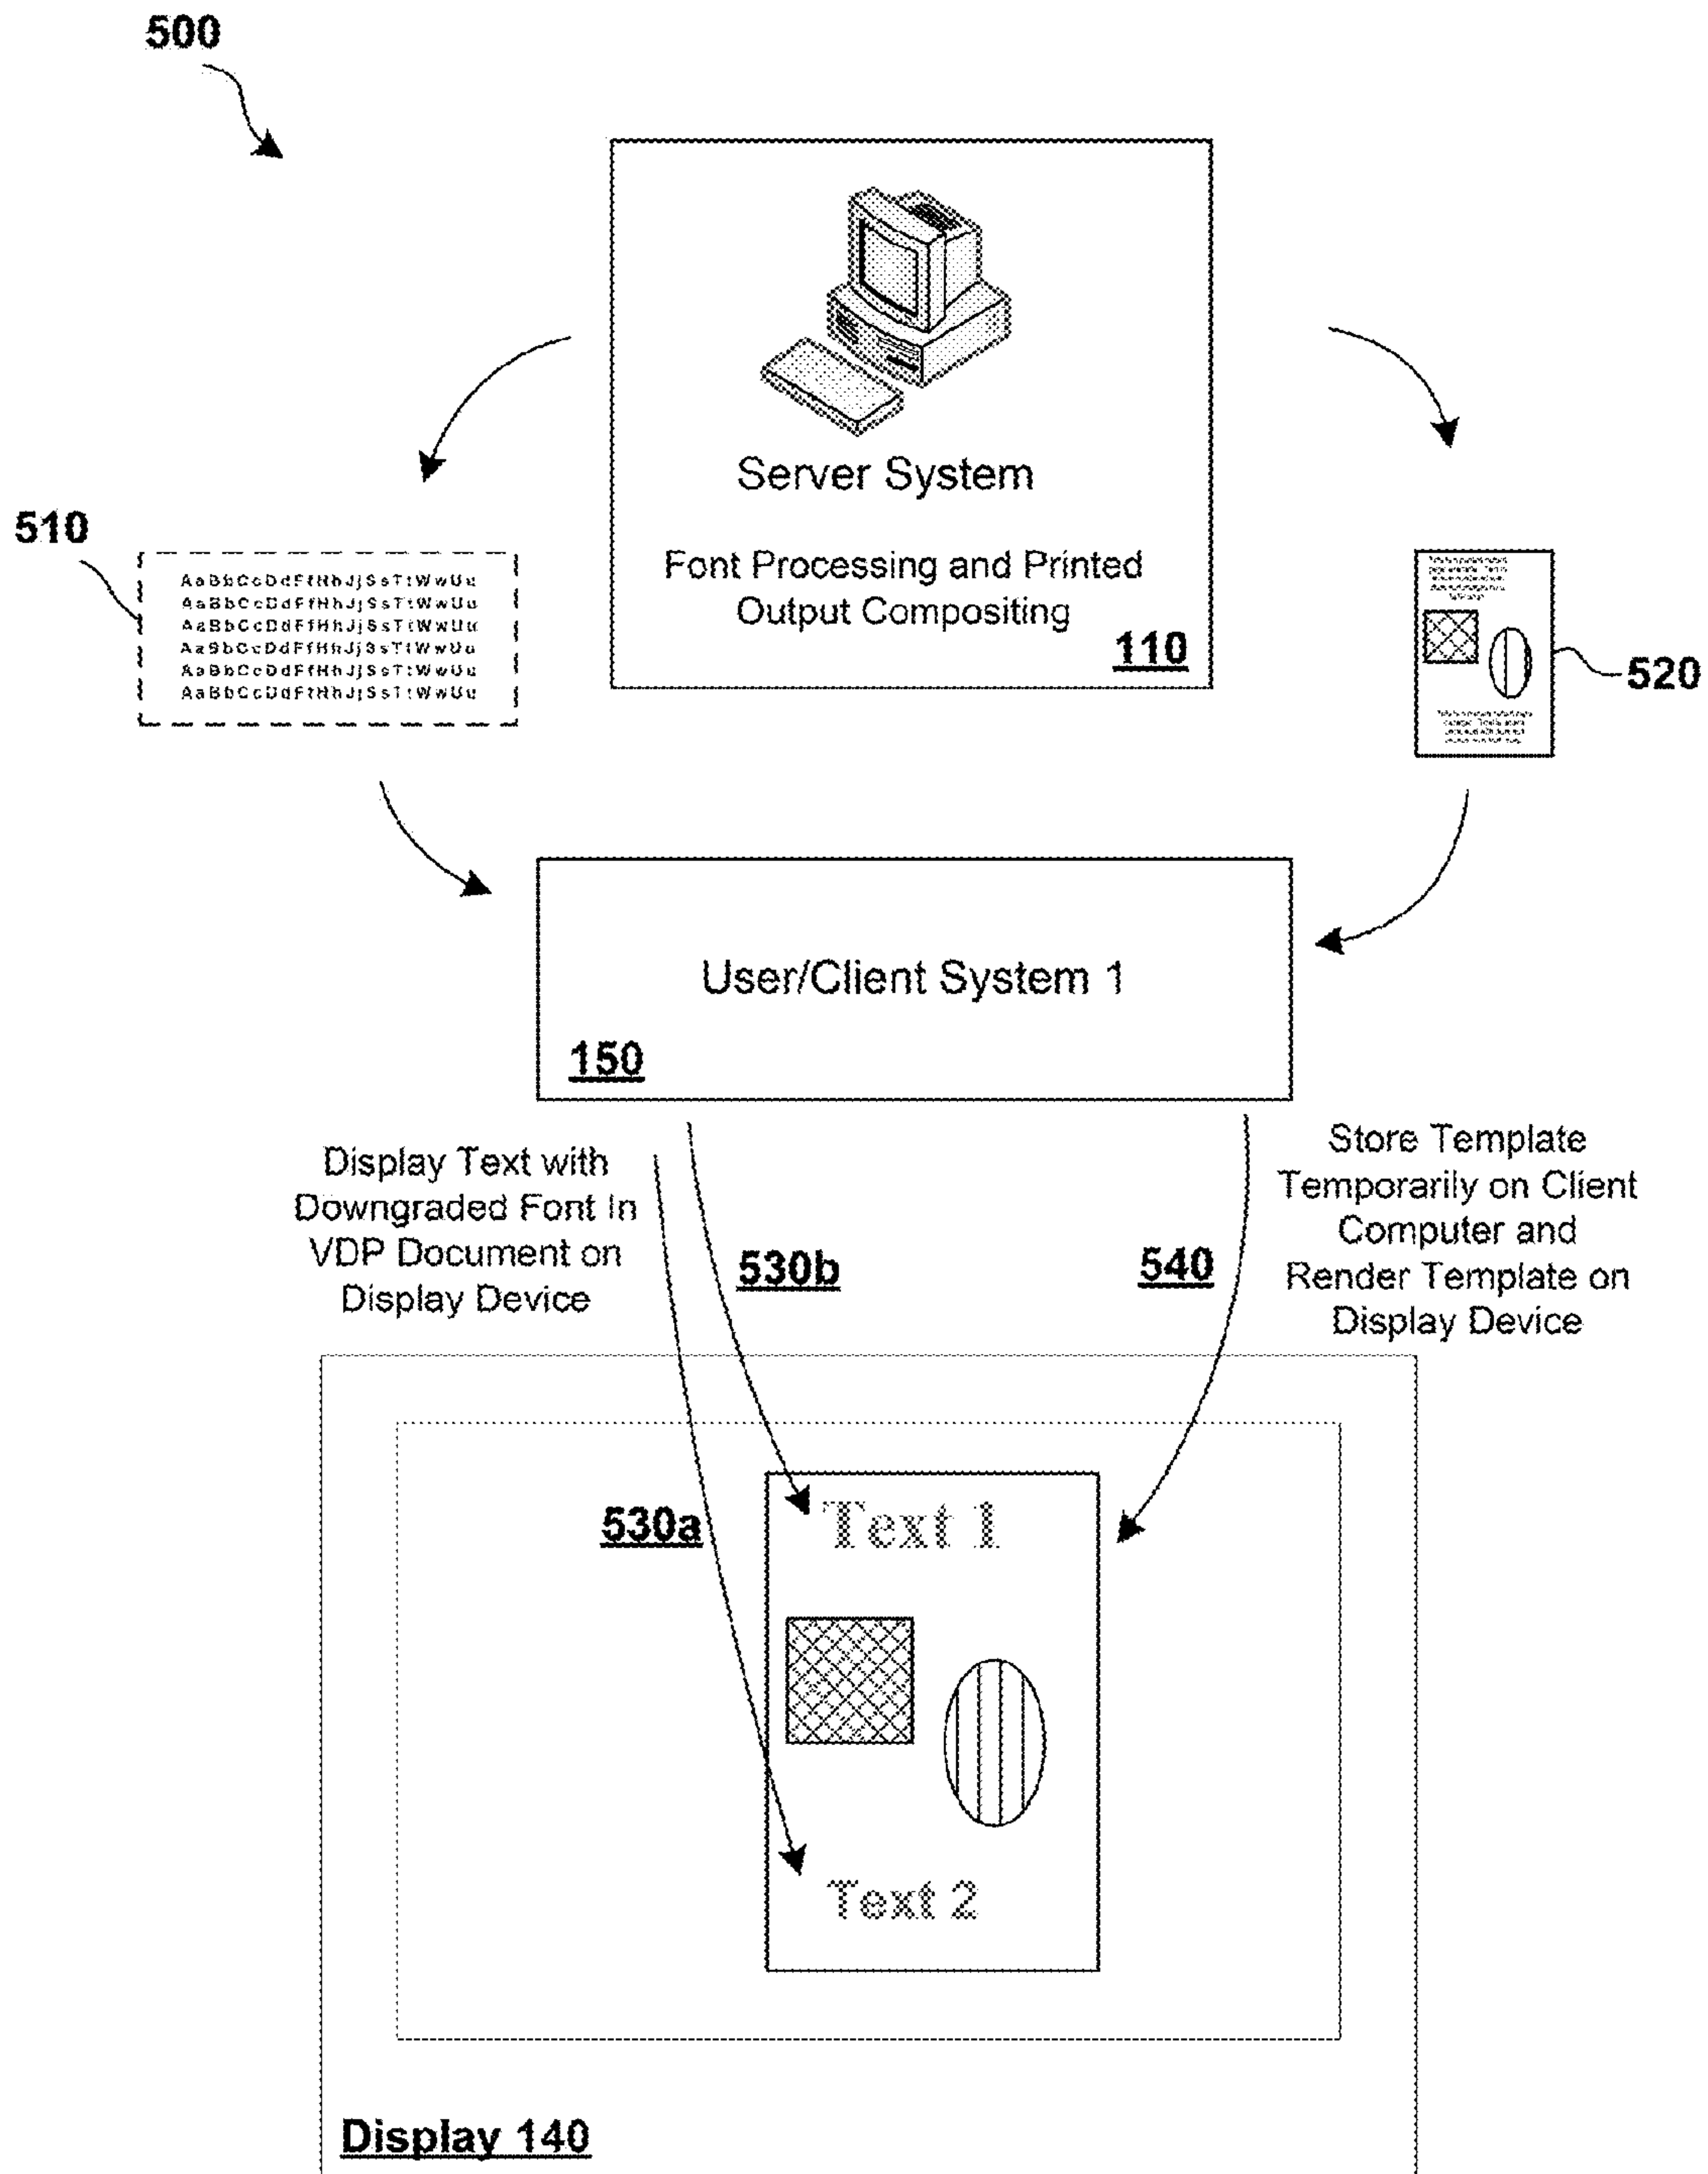 500
Server System
Font Processing and Printed
Output Compositing
110
510
AaBbCcDdFfHhJjSsTtWwUu
AaBbCcDdFfHhJjSsTtWwUu
AaBbCcDdFfHhJjSsTtWwUu
AaBbCcDdFfHhJjSsTtWwUu
AaBbCcDdFfHhJjSsTtWwUu
AaBbCcDdFfHhJjSsTtWwUu
520
User/Client System 1
150
Display Text with
Downgraded Font In
VDP Document on
Display Device
530b
540
Store Template
Temporarily on Client
Computer and
Render Template on
Display Device
530a
Text 1
Text 2
Display 140